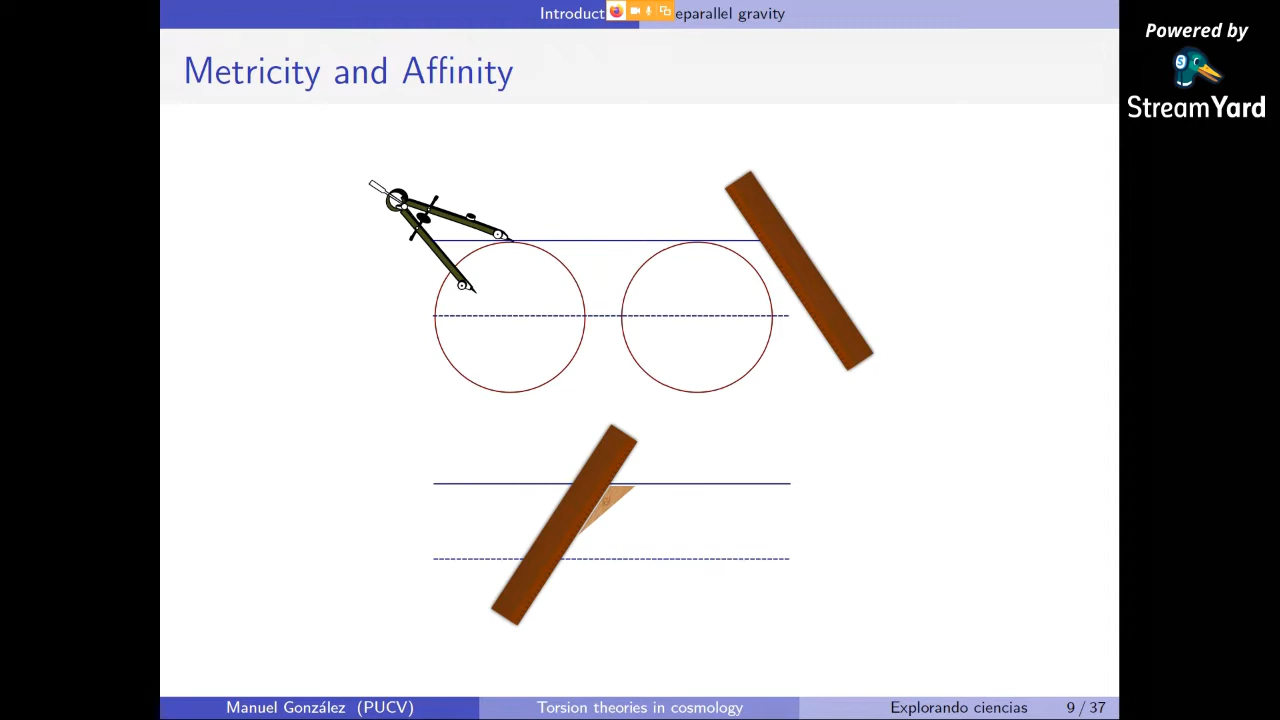 Introduct eparallel gravity
Powered by
StreamYard
Metricity and Affinity
Manuel González (PUCV) Torsion theories in cosmology Explorando ciencias 9 / 37